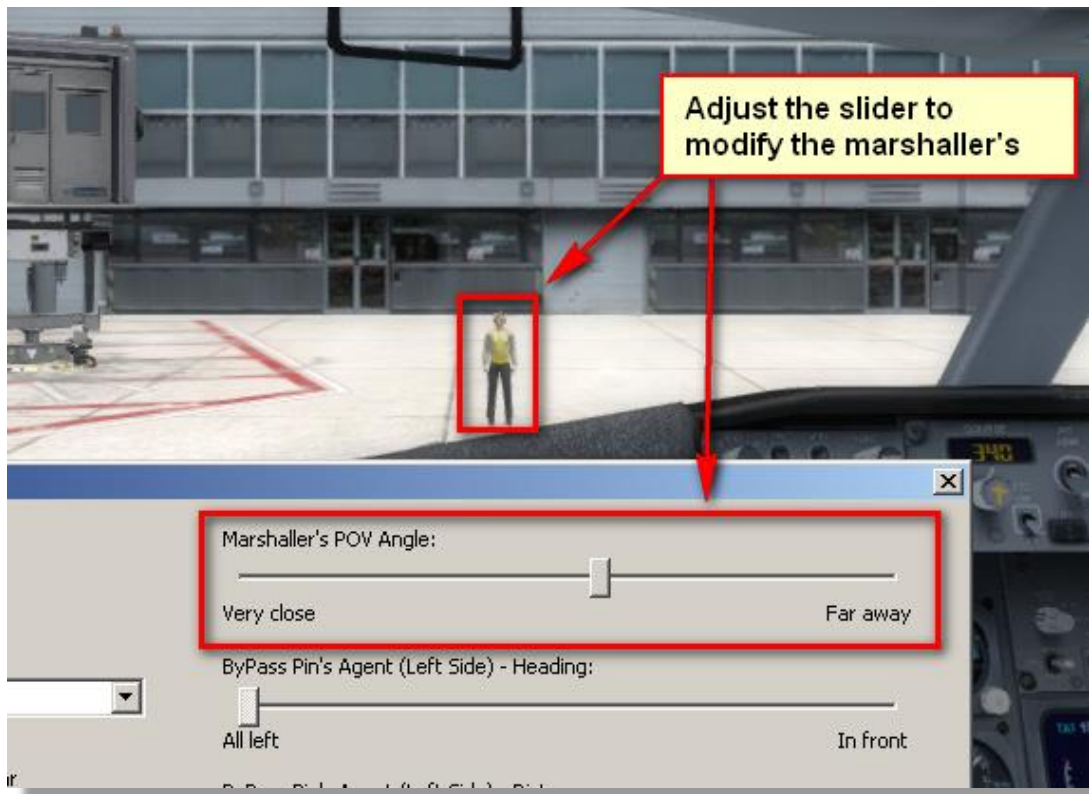 Adjust the slider to
modify the marshaller's
340
Marshaller's POV Angle:
Very close
Far away
ByPass Pin's Agent (Left Side) - Heading:
All left
In front